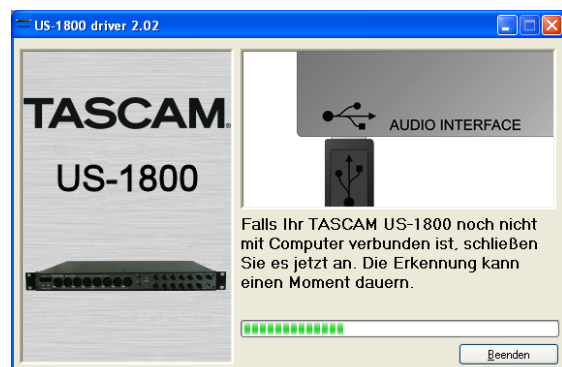 US-1800 driver 2.02
TASCAM
US-1800
AUDIO INTERFACE
Falls Ihr TASCAM US-1800 noch nicht
mit Computer verbunden ist, schließen
Sie es jetzt an. Die Erkennung kann
einen Moment dauern.
Beenden